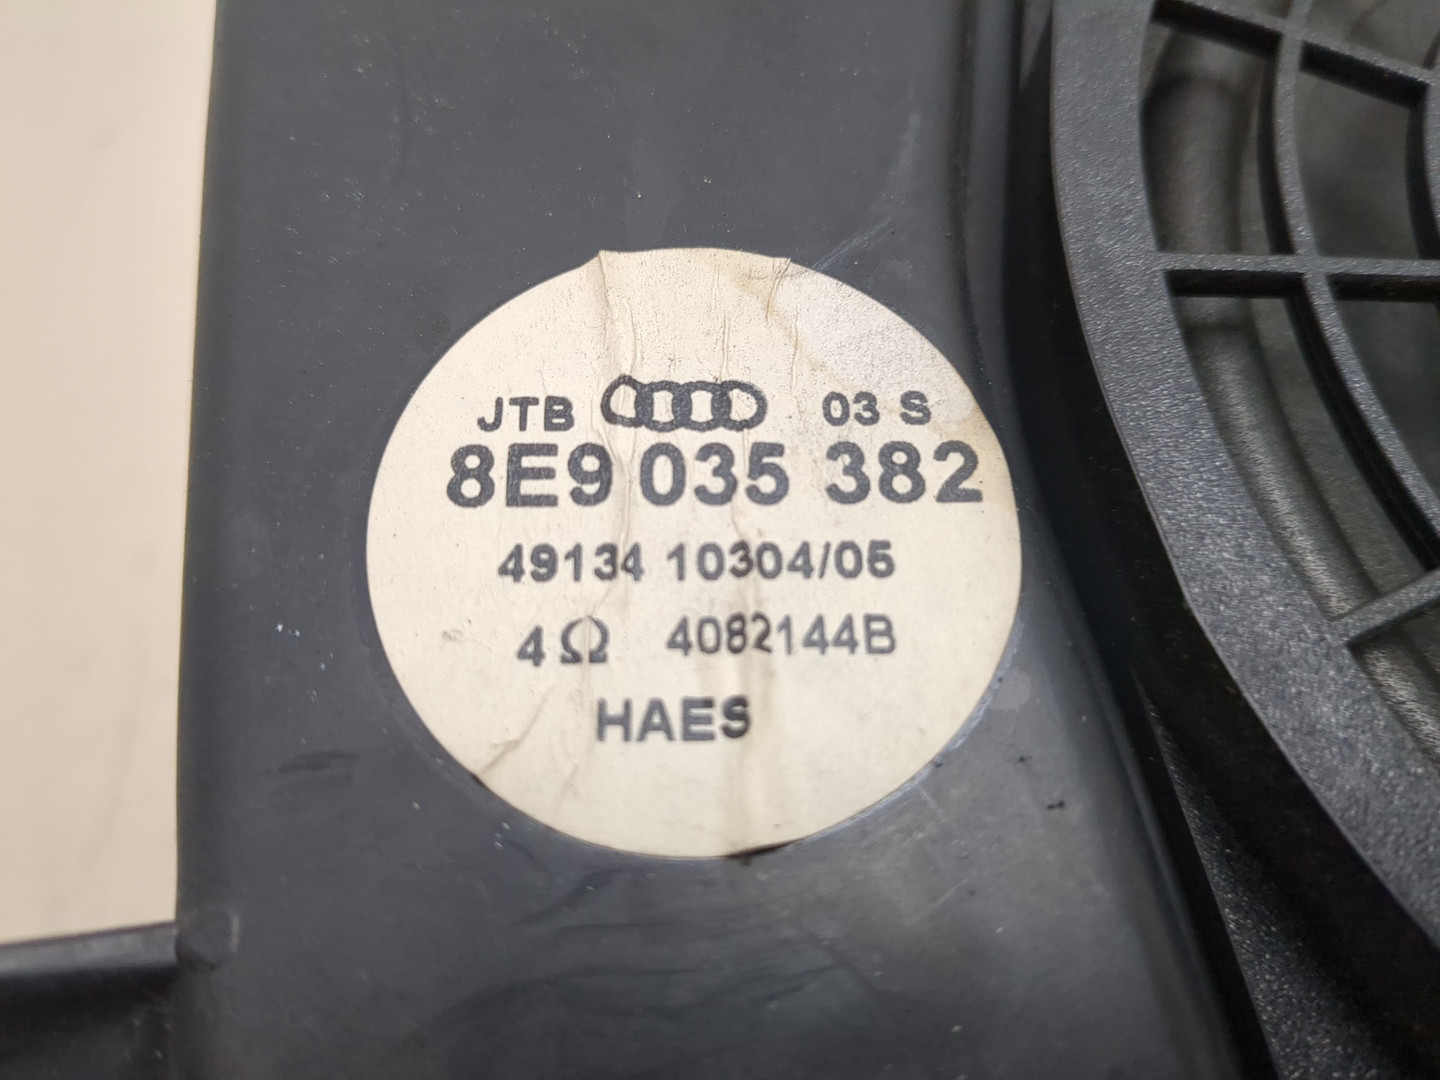 JTB 03 S
8E9 035 382
49134 10304/05
4Ω 4082144B
HAES